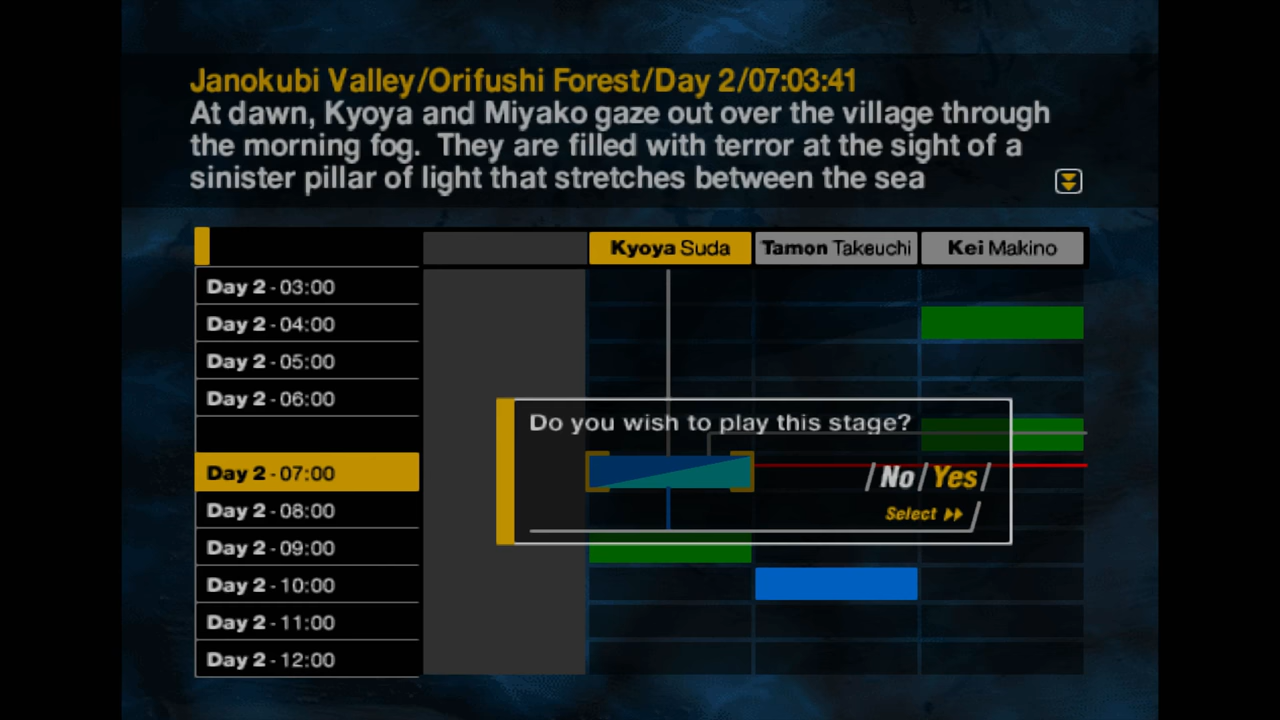 Janokubi Valley/Orifushi Forest/Day 2/07:03:41
At dawn, Kyoya and Miyako gaze out over the village through
the morning fog.  They are filled with terror at the sight of a
sinister pillar of light that stretches between the sea
Kyoya Suda Tamon Takeuchi Kei Makino
Day 2 - 03:00
Day 2 - 04:00
Day 2 - 05:00
Day 2 - 06:00
Do you wish to play this stage?
Day 2 - 07:00
/No/Yes/
Day 2 - 08:00
Select
Day 2 - 09:00
Day 2 - 10:00
Day 2 - 11:00
Day 2 - 12:00